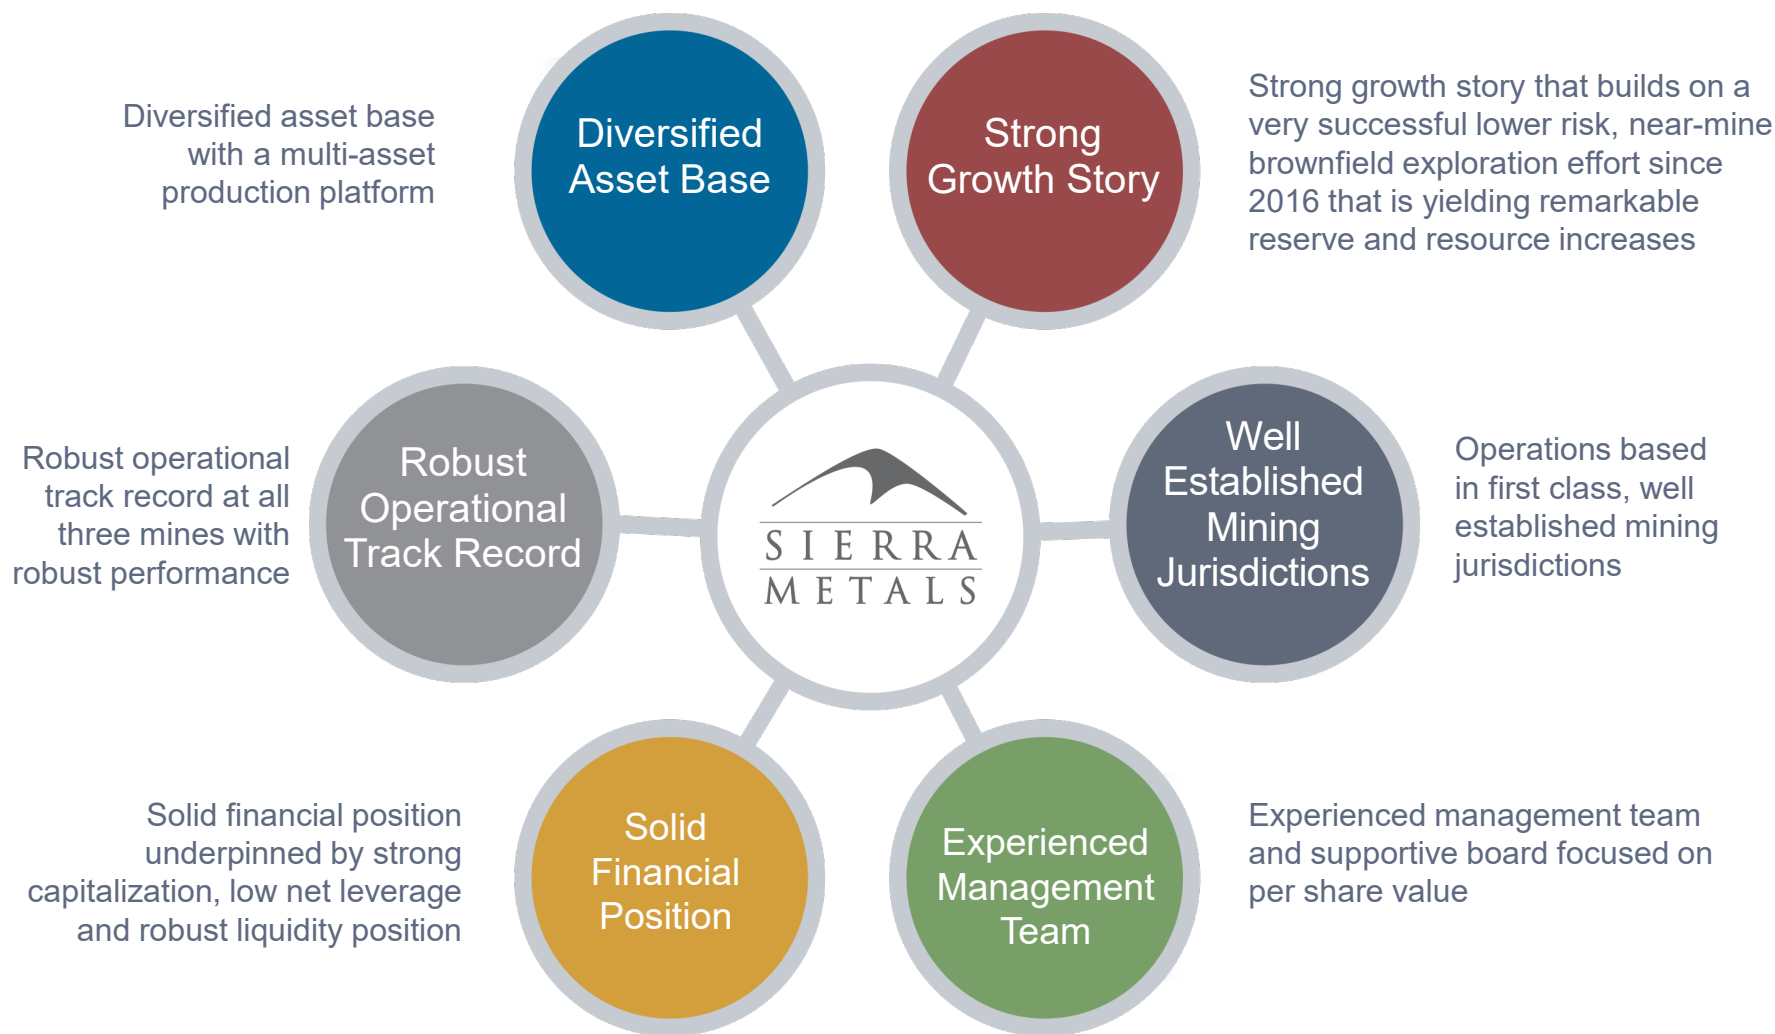 Diversified asset base
with a multi-asset
production platform
Diversified
Asset Base
Strong
Growth Story
Strong growth story that builds on a
very successful lower risk, near-mine
brownfield exploration effort since
2016 that is yielding remarkable
reserve and resource increases
Robust operational
track record at all
three mines with
robust performance
Robust
Operational
Track Record
SIERRA
METALS
Well
Established
Mining
Jurisdictions
Operations based
in first class, well
established mining
jurisdictions
Solid financial position
underpinned by strong
capitalization, low net leverage
and robust liquidity position
Solid
Financial
Position
Experienced
Management
Team
Experienced management team
and supportive board focused on
per share value